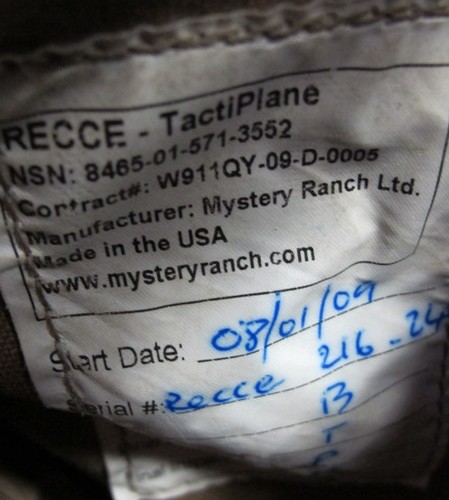 RECCE - TactiPlane
NSN: 8465-01-571-3552
Contract#: W911QY-09-D-0005
Manufacturer: Mystery Ranch Ltd.
Made in the USA
www.mysteryranch.com
Start Date: 08/01/09
Serial #: Recce 216-24
B
T